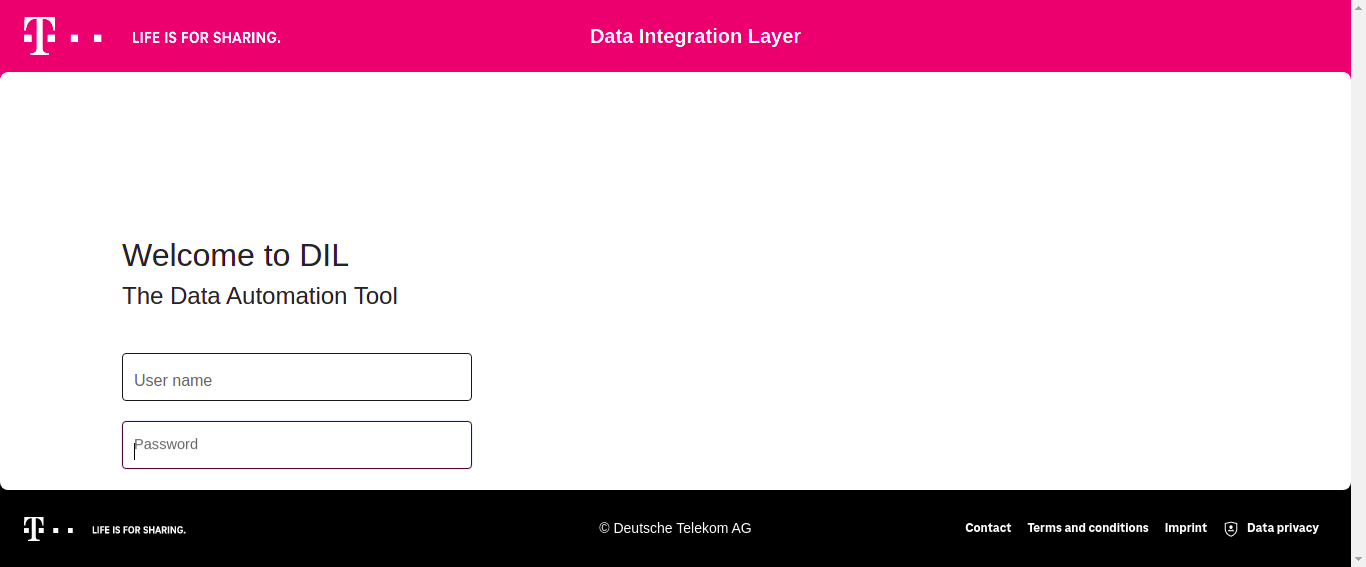 T
LIFE IS FOR SHARING.
Data Integration Layer
Welcome to DIL
The Data Automation Tool
User name
Password
T
LIFE IS FOR SHARING.
© Deutsche Telekom AG
Contact
Terms and conditions
Imprint
Data privacy